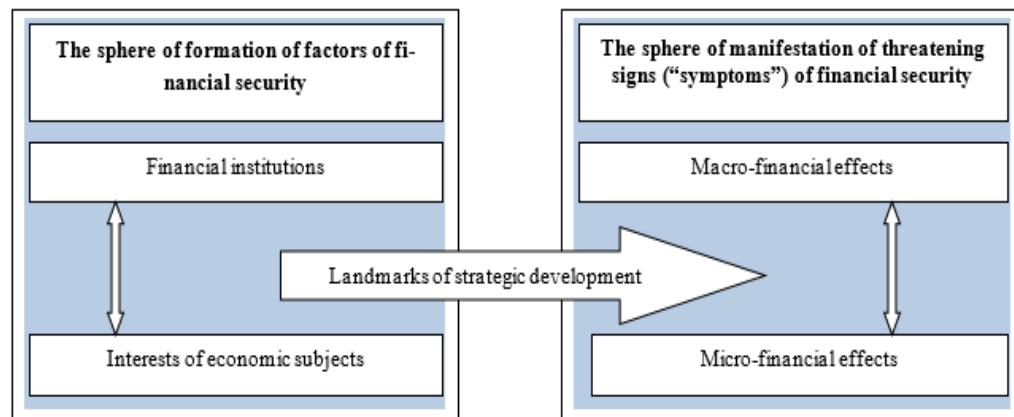 The sphere of formation of factors of fi-
nancial security
Financial institutions
Interests of economic subjects
Landmarks of strategic development
The sphere of manifestation of threatening
signs (“symptoms”) of financial security
Macro-financial effects
Micro-financial effects